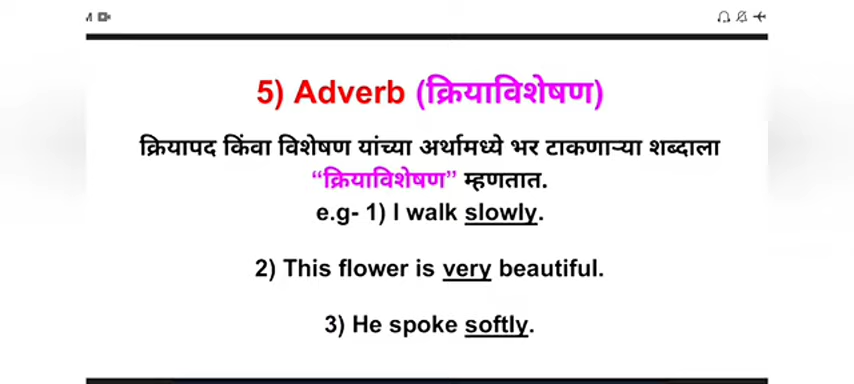 5) Adverb (क्रियाविशेषण)
क्रियापद किंवा विशेषण यांच्या अर्थामध्ये भर टाकणाऱ्या शब्दाला
“क्रियाविशेषण” म्हणतात.
e.g- 1) I walk slowly.
2) This flower is very beautiful.
3) He spoke softly.